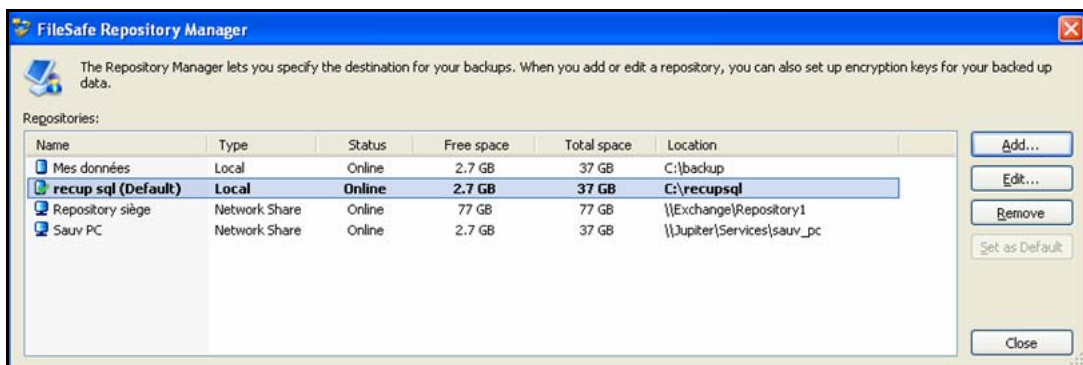 FileSafe Repository Manager
The Repository Manager lets you specify the destination for your backups. When you add or edit a repository, you can also set up encryption keys for your backed up
data.
Repositories:
Name Type Status Free space Total space Location
Mes données Local Online 2.7 GB 37 GB C:\backup
recup sql (Default) Local Online 2.7 GB 37 GB C:\recupsql
Repository siège Network Share Online 77 GB 77 GB \\Exchange\Repository1
Sauv PC Network Share Online 2.7 GB 37 GB \\Jupiter\Services\sauv_pc
Add...
Edit...
Remove
Set as Default
Close